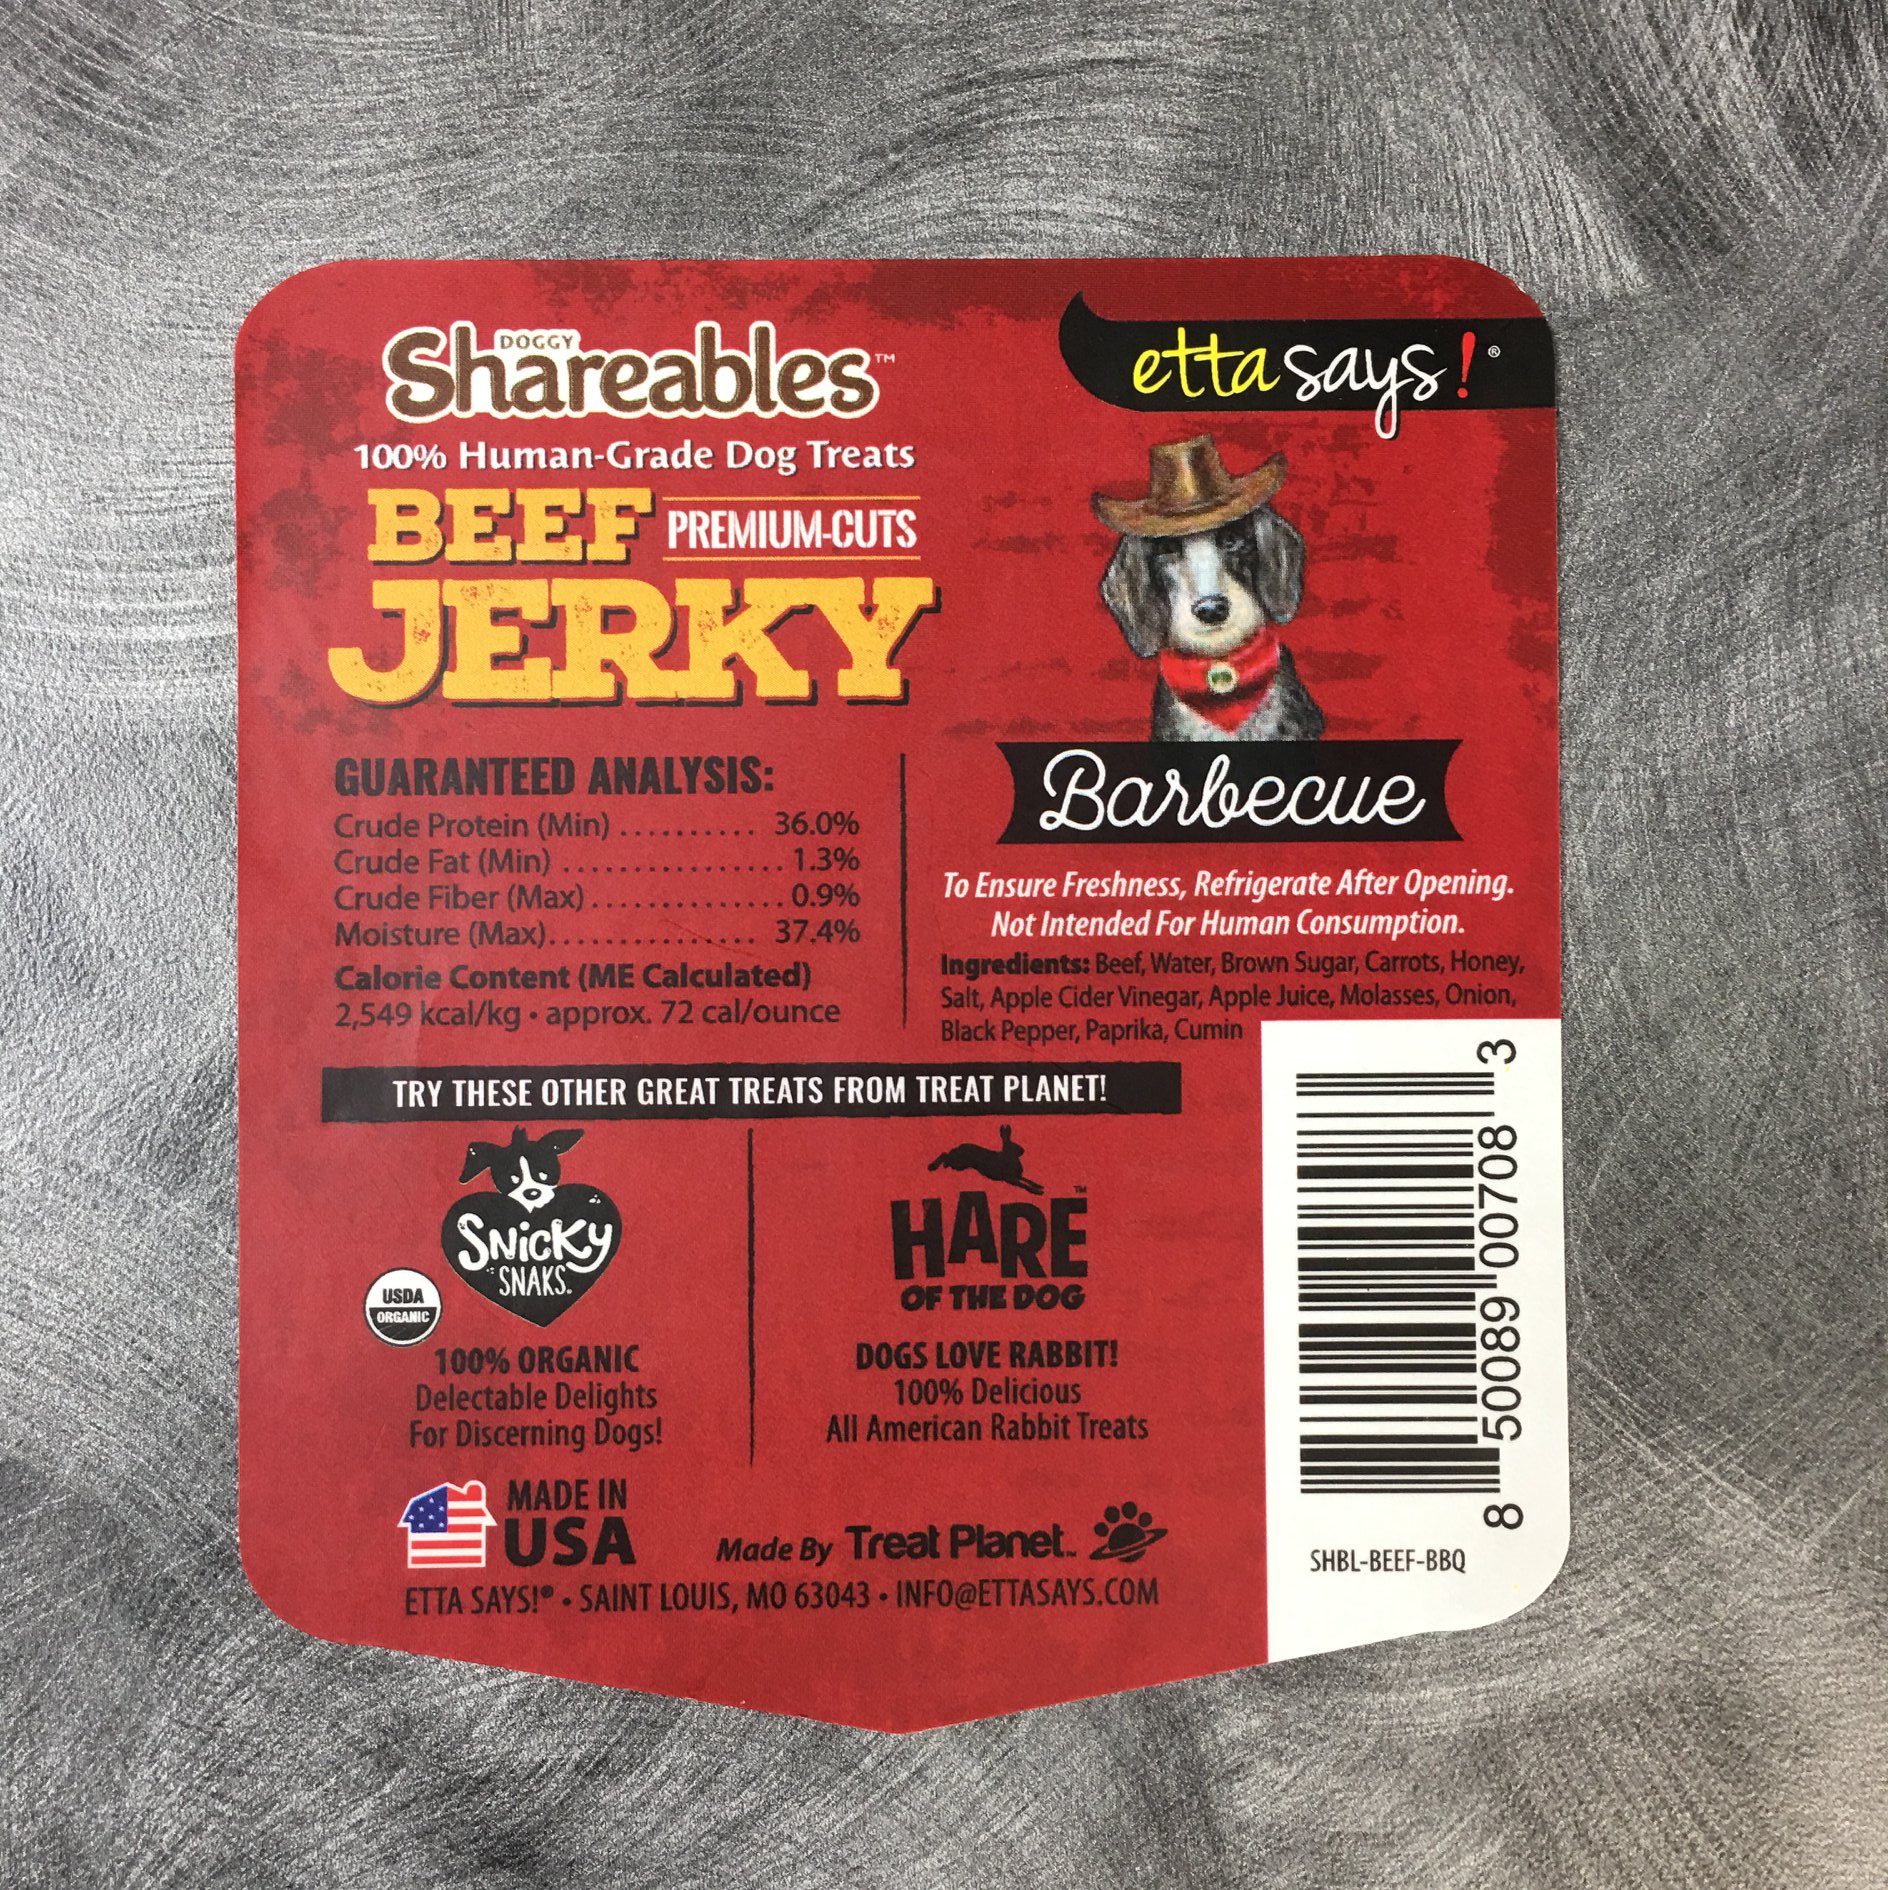 DOGGY
Shareables™
100% Human-Grade Dog Treats
BEEF PREMIUM-CUTS
JERKY
etta says!®
Barbecue
GUARANTEED ANALYSIS:
Crude Protein (Min) .......... 36.0%
Crude Fat (Min) ................ 1.3%
Crude Fiber (Max) .............. 0.9%
Moisture (Max)............... 37.4%
Calorie Content (ME Calculated)
2,549 kcal/kg • approx. 72 cal/ounce
To Ensure Freshness, Refrigerate After Opening.
Not Intended For Human Consumption.
Ingredients: Beef, Water, Brown Sugar, Carrots, Honey,
Salt, Apple Cider Vinegar, Apple Juice, Molasses, Onion,
Black Pepper, Paprika, Cumin
TRY THESE OTHER GREAT TREATS FROM TREAT PLANET!
SNicKy
SNAKS.
USDA
ORGANIC
100% ORGANIC
Delectable Delights
For Discerning Dogs!
HARE™
OF THE DOG
DOGS LOVE RABBIT!
100% Delicious
All American Rabbit Treats
MADE IN
USA
Made By Treat Planet™
ETTA SAYS!® • SAINT LOUIS, MO 63043 • INFO@ETTASAYS.COM
8 50089 00708 3
SHBL-BEEF-BBQ